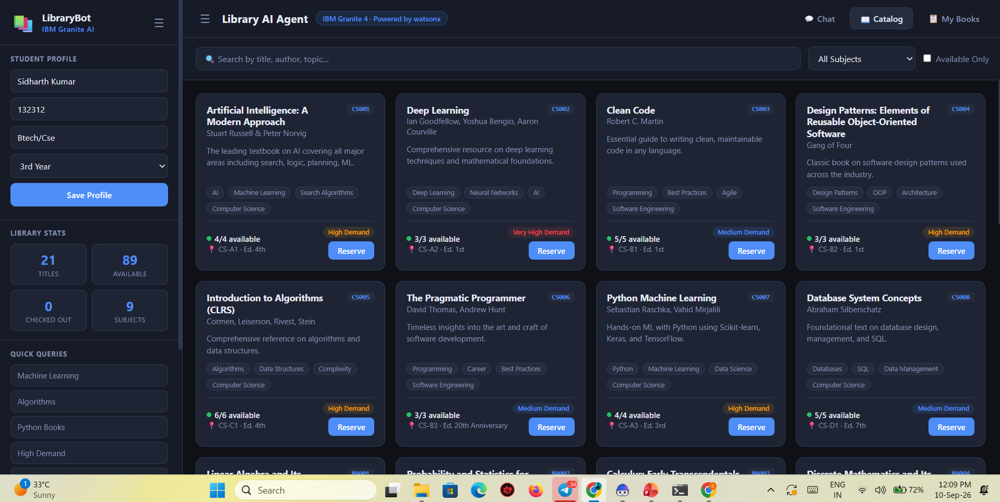 LibraryBot
IBM Granite AI
STUDENT PROFILE
Sidharth Kumar
132312
Btech/Cse
3rd Year
Save Profile
LIBRARY STATS
21
TITLES
89
AVAILABLE
0
CHECKED OUT
9
SUBJECTS
QUICK QUERIES
Machine Learning
Algorithms
Python Books
High Demand
Library AI Agent
IBM Granite 4 · Powered by watsonx
Chat
Catalog
My Books
Search by title, author, topic...
All Subjects
Available Only
Artificial Intelligence: A
Modern Approach
CS001
Stuart Russell & Peter Norvig
The leading textbook on AI covering all major
areas including search, logic, planning, ML.
AI Machine Learning Search Algorithms
Computer Science
High Demand
4/4 available
CS-A1 · Ed. 4th
Reserve
Deep Learning
CS002
Ian Goodfellow, Yoshua Bengio, Aaron
Courville
Comprehensive resource on deep learning
techniques and mathematical foundations.
Deep Learning Neural Networks AI
Computer Science
Very High Demand
3/3 available
CS-A2 · Ed. 1st
Reserve
Clean Code
CS003
Robert C. Martin
Essential guide to writing clean, maintainable
code in any language.
Programming Best Practices Agile
Software Engineering
Medium Demand
5/5 available
CS-B1 · Ed. 1st
Reserve
Design Patterns: Elements of
Reusable Object-Oriented
Software
CS004
Gang of Four
Classic book on software design patterns used
across the industry.
Design Patterns OOP Architecture
Software Engineering
High Demand
3/3 available
CS-B2 · Ed. 1st
Reserve
Introduction to Algorithms
(CLRS)
CS005
Cormen, Leiserson, Rivest, Stein
Comprehensive reference on algorithms and
data structures.
Algorithms Data Structures Complexity
Computer Science
High Demand
6/6 available
CS-C1 · Ed. 4th
Reserve
The Pragmatic Programmer
CS006
David Thomas, Andrew Hunt
Timeless insights into the art and craft of
software development.
Programming Career Best Practices
Software Engineering
Medium Demand
3/3 available
CS-B3 · Ed. 20th Anniversary
Reserve
Python Machine Learning
CS007
Sebastian Raschka, Vahid Mirjalili
Hands-on ML with Python using Scikit-learn,
Keras, and TensorFlow.
Python Machine Learning Data Science
Computer Science
High Demand
4/4 available
CS-A3 · Ed. 3rd
Reserve
Database System Concepts
CS008
Abraham Silberschatz
Foundational text on database design,
management, and SQL.
Databases SQL Data Management
Computer Science
Medium Demand
5/5 available
CS-D1 · Ed. 7th
Reserve
Linear Algebra and Its
MA001
Probability and Statistics for
MA002
Calculus: Early Transcendentals
MA003
Discrete Mathematics and Its
MA004
1
33°C
Sunny
Search
..34
S
P
ENG
IN
72%
12:09 PM
10-Sep-26